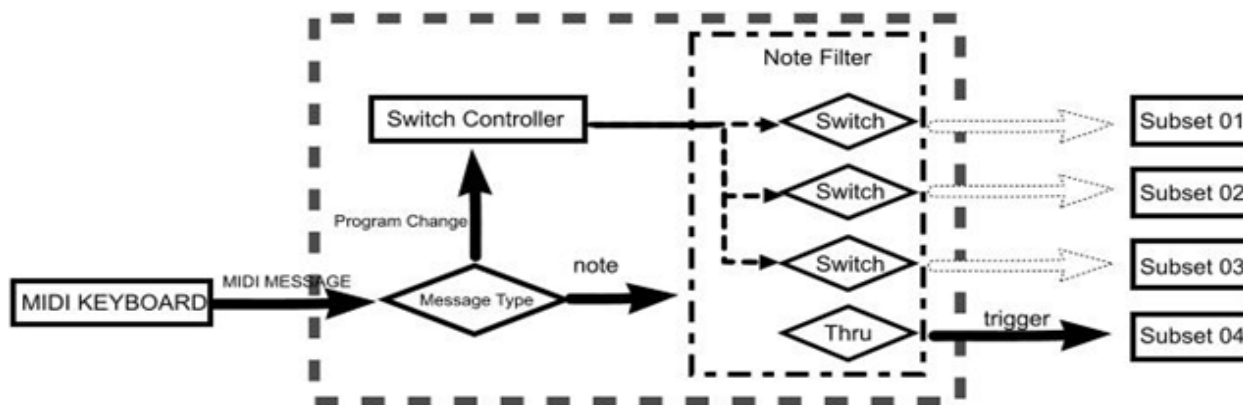 Note Filter
Switch Controller
Switch
Subset 01
Switch
Subset 02
Program Change
note
Switch
Subset 03
MIDI MESSAGE
MIDI KEYBOARD
Message Type
trigger
Thru
Subset 04